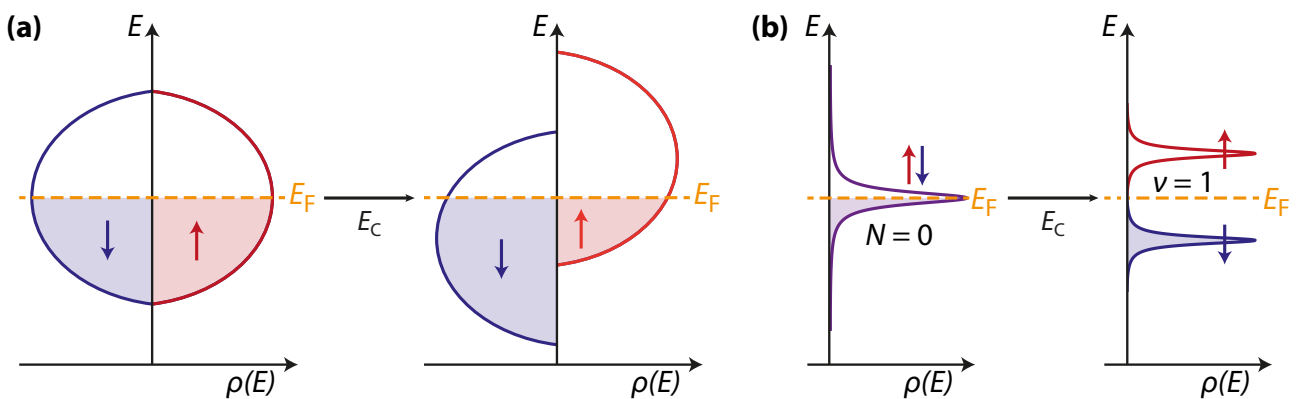 (a)
E
E_F
ρ(E)
E_C
E
E_F
ρ(E)
(b)
E
E_F
N = 0
ρ(E)
E_C
E
ν = 1
E_F
ρ(E)